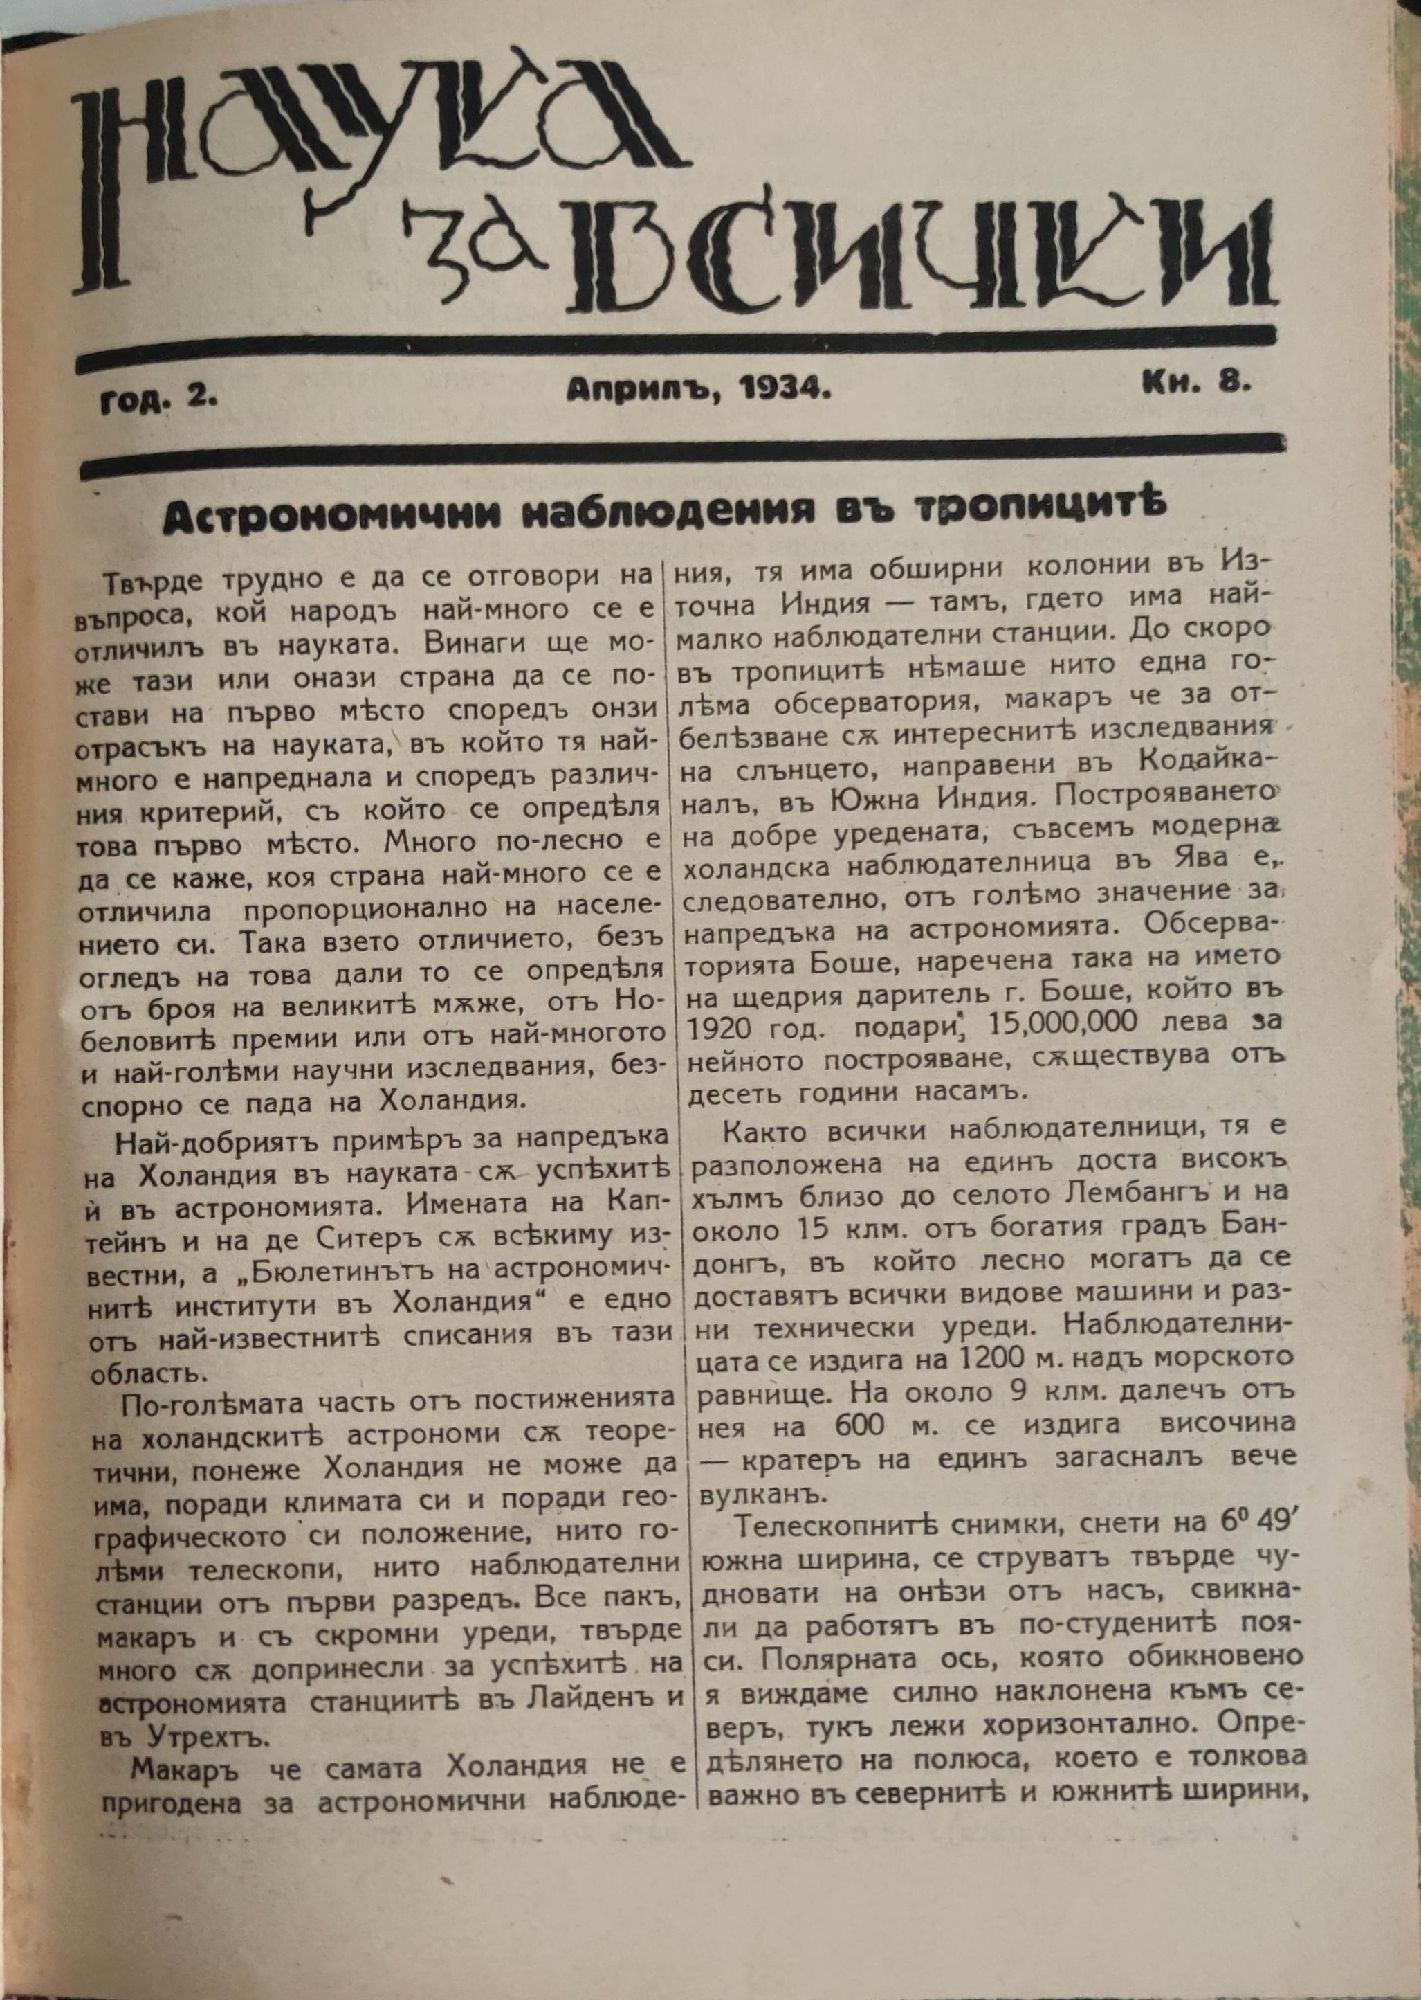 Наука
за всички
Год. 2.
Априлъ, 1934.
Кн. 8.
Астрономични наблюдения въ тропицитѣ
Твърде трудно е да се отговори на
въпроса, кой народъ най-много се е
отличилъ въ науката. Винаги ще мо-
же тази или онази страна да се по-
стави на първо мѣсто споредъ онзи
отрасъкъ на науката, въ който тя най-
много е напреднала и споредъ различ-
ния критерий, съ който се опредѣля
това първо мѣсто. Много по-лесно е
да се каже, коя страна най-много се е
отличила пропорционално на населе-
нието си. Така взето отличието, безъ
огледъ на това дали то се опредѣля
отъ броя на великитѣ мѫже, отъ Но-
беловитѣ премии или отъ най-многото
и най-голѣми научни изследвания, без-
спорно се пада на Холандия.
Най-добриятъ примѣръ за напредъка
на Холандия въ науката сѫ успѣхитѣ
ѝ въ астрономията. Имената на Кап-
тейнъ и на де Ситеръ сѫ всѣкиму из-
вестни, а „Бюлетинътъ на астрономич-
нитѣ институти въ Холандия“ е едно
отъ най-известнитѣ списания въ тази
область.
По-голѣмата часть отъ постиженията
на холандскитѣ астрономи сѫ теоре-
тични, понеже Холандия не може да
има, поради климата си и поради гео-
графическото си положение, нито го-
лѣми телескопи, нито наблюдателни
станции отъ първи разредъ. Все пакъ,
макаръ и съ скромни уреди, твърде
много сѫ допринесли за успѣхитѣ на
астрономията станциитѣ въ Лайденъ и
въ Утрехтъ.
Макаръ че самата Холандия не е
пригодена за астрономични наблюде-
ния, тя има обширни колонии въ Из-
точна Индия — тамъ, гдето има най-
малко наблюдателни станции. До скоро
въ тропицитѣ нѣмаше нито една го-
лѣма обсерватория, макаръ че за от-
белѣзване сѫ интереснитѣ изследвания
на слънцето, направени въ Кодайка-
налъ, въ Южна Индия. Построяването
на добре уредената, съвсемъ модерна
холандска наблюдателница въ Ява е,
следователно, отъ голѣмо значение за
напредъка на астрономията. Обсерва-
торията Боше, наречена така на името
на щедрия даритель г. Боше, който въ
1920 год. подари, 15,000,000 лева за
нейното построяване, сѫществува отъ
десеть години насамъ.
Както всички наблюдателници, тя е
разположена на единъ доста високъ
хълмъ близо до селото Лембангъ и на
около 15 клм. отъ богатия градъ Бан-
донгъ, въ който лесно могатъ да се
доставятъ всички видове машини и раз-
ни технически уреди. Наблюдателни-
цата се издига на 1200 м. надъ морското
равнище. На около 9 клм. далечъ отъ
нея на 600 м. се издига височина
— кратеръ на единъ загасналъ вече
вулканъ.
Телескопнитѣ снимки, снети на 6⁰ 49′
южна ширина, се струватъ твърде чу-
дновати на онѣзи отъ насъ, свикна-
ли да работятъ въ по-студенитѣ поя-
си. Полярната ось, която обикновено
я виждаме силно наклонена къмъ се-
веръ, тукъ лежи хоризонтално. Опре-
дѣлянето на полюса, което е толкова
важно въ севернитѣ и южнитѣ ширини,